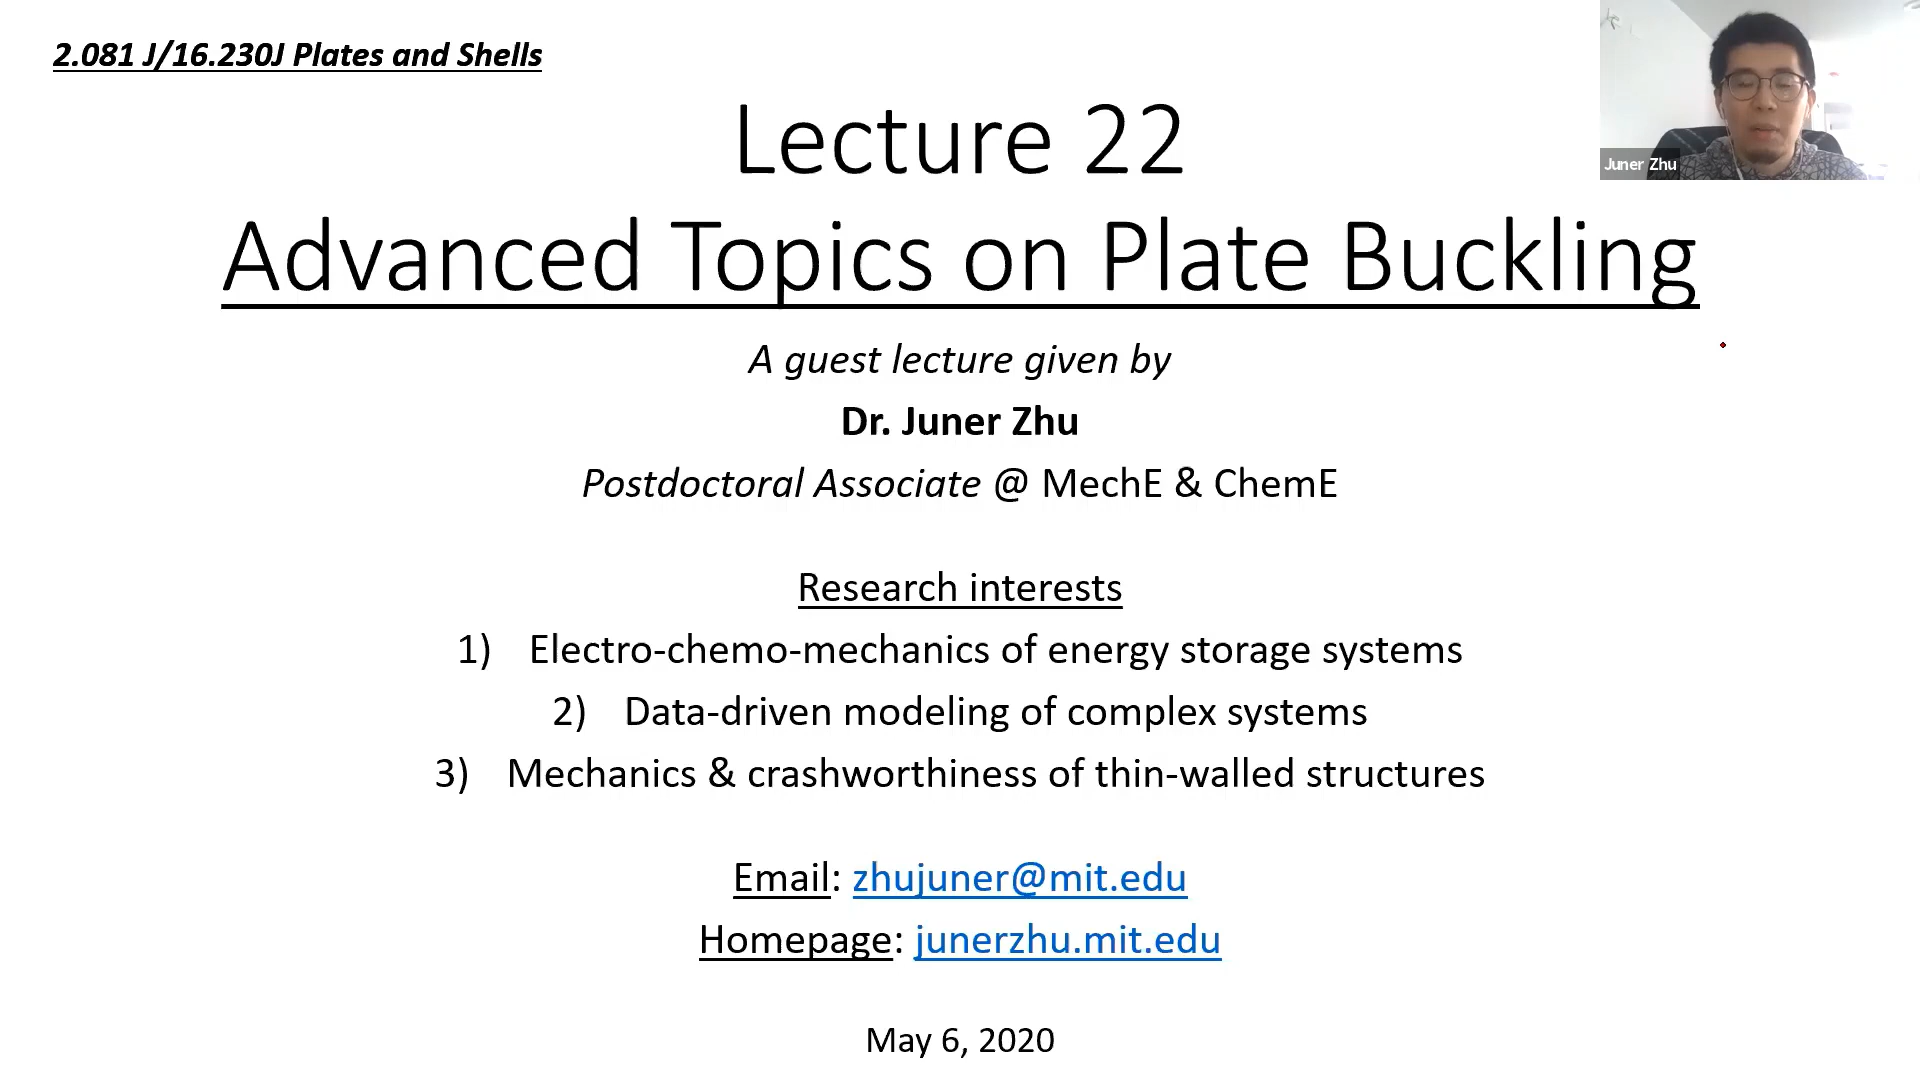 2.081 J/16.230J Plates and Shells
Lecture 22
Advanced Topics on Plate Buckling
Juner Zhu
A guest lecture given by
Dr. Juner Zhu
Postdoctoral Associate @ MechE & ChemE
Research interests
1) Electro-chemo-mechanics of energy storage systems
2) Data-driven modeling of complex systems
3) Mechanics & crashworthiness of thin-walled structures
Email: zhujuner@mit.edu
Homepage: junerzhu.mit.edu
May 6, 2020